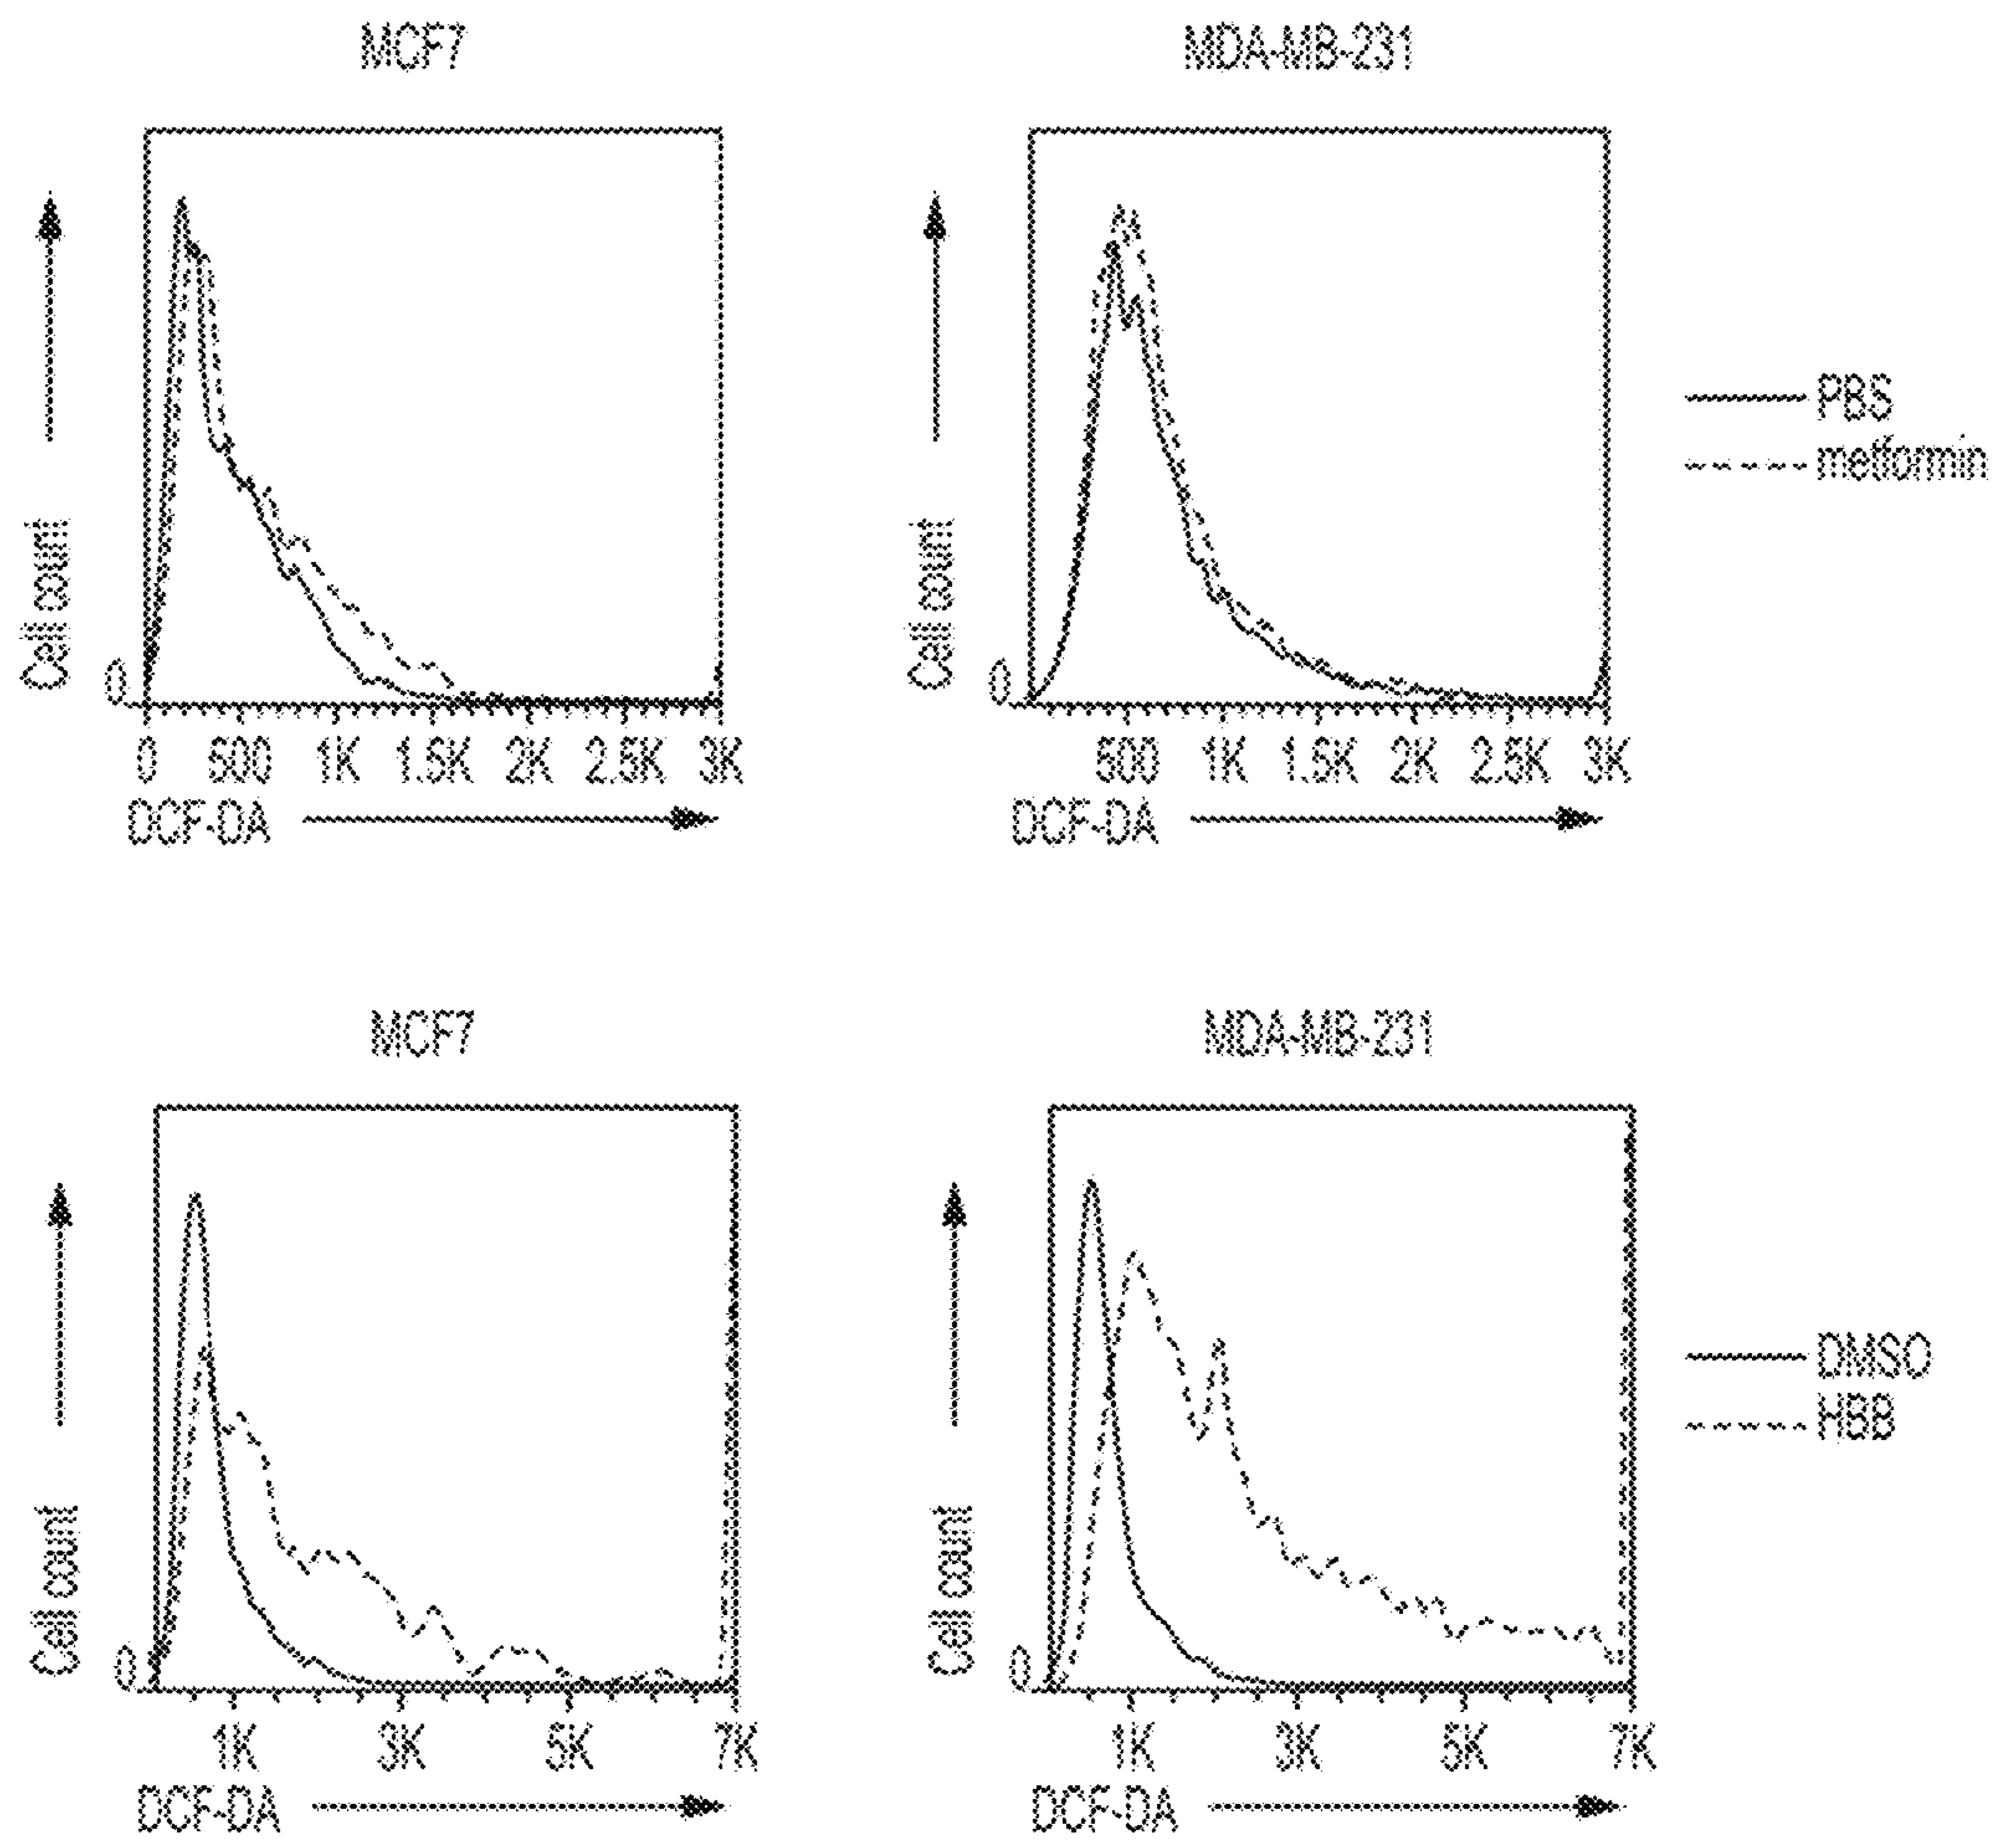 MCF7 MDA-MB-231
Cell count Cell count
PBS
metformin
0 0
0 500 1K 1.5K 2K 2.5K 3K 500 1K 1.5K 2K 2.5K 3K
DCF-DA DCF-DA
MCF7 MDA-MB-231
Cell count Cell count
DMSO
HBB
0 0
1K 3K 5K 7K 1K 3K 5K 7K
DCF-DA DCF-DA